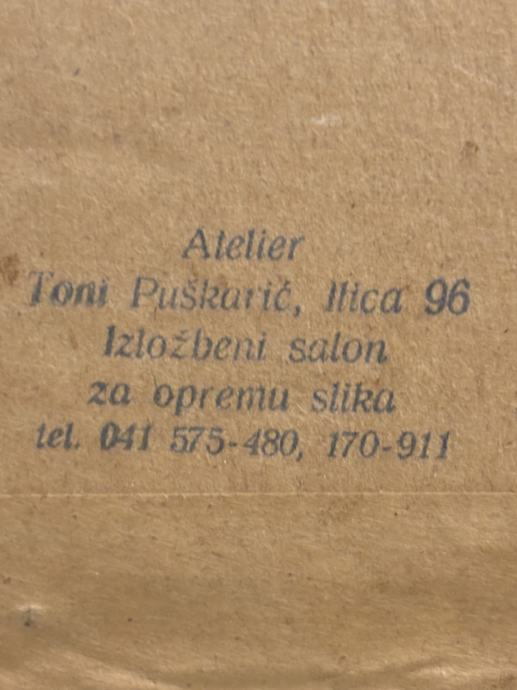 Atelier
Toni Puškarić, Ilica 96
Izložbeni salon
za opremu slika
tel. 041 575-480, 170-911